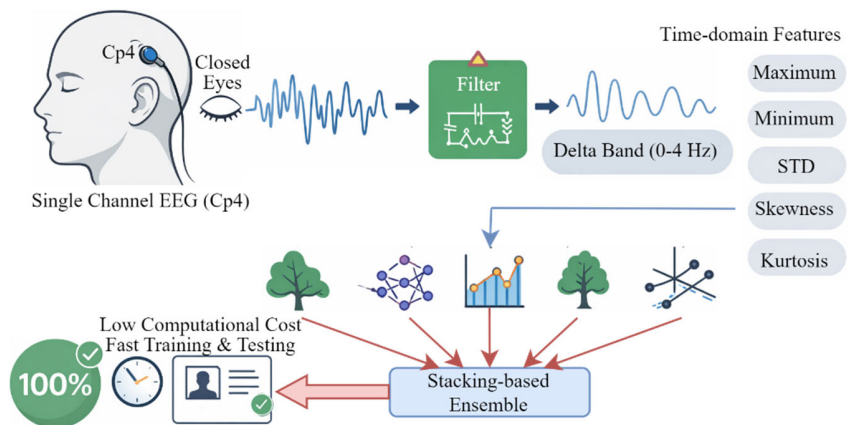 Time-domain Features
Cp4
Closed
Eyes
Filter
Maximum
Minimum
Delta Band (0-4 Hz)
STD
Single Channel EEG (Cp4)
Skewness
Kurtosis
Low Computational Cost
Fast Training & Testing
100%
Stacking-based
Ensemble